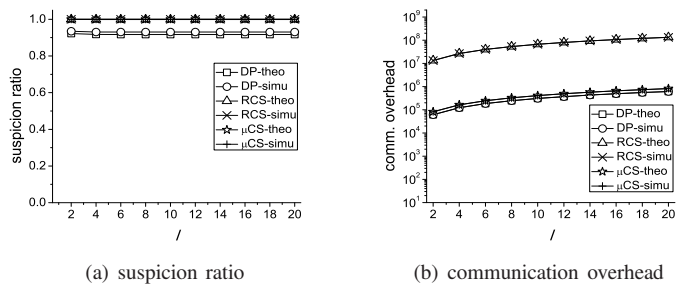 1.0
0.8
0.6
0.4
0.2
0.0
suspicion ratio
DP-theo
DP-simu
RCS-theo
RCS-simu
μCS-theo
μCS-simu
2 4 6 8 10 12 14 16 18 20
l
(a) suspicion ratio
10⁹
10⁸
10⁷
10⁶
10⁵
10⁴
10³
10²
10¹
comm. overhead
DP-theo
DP-simu
RCS-theo
RCS-simu
μCS-theo
μCS-simu
2 4 6 8 10 12 14 16 18 20
l
(b) communication overhead